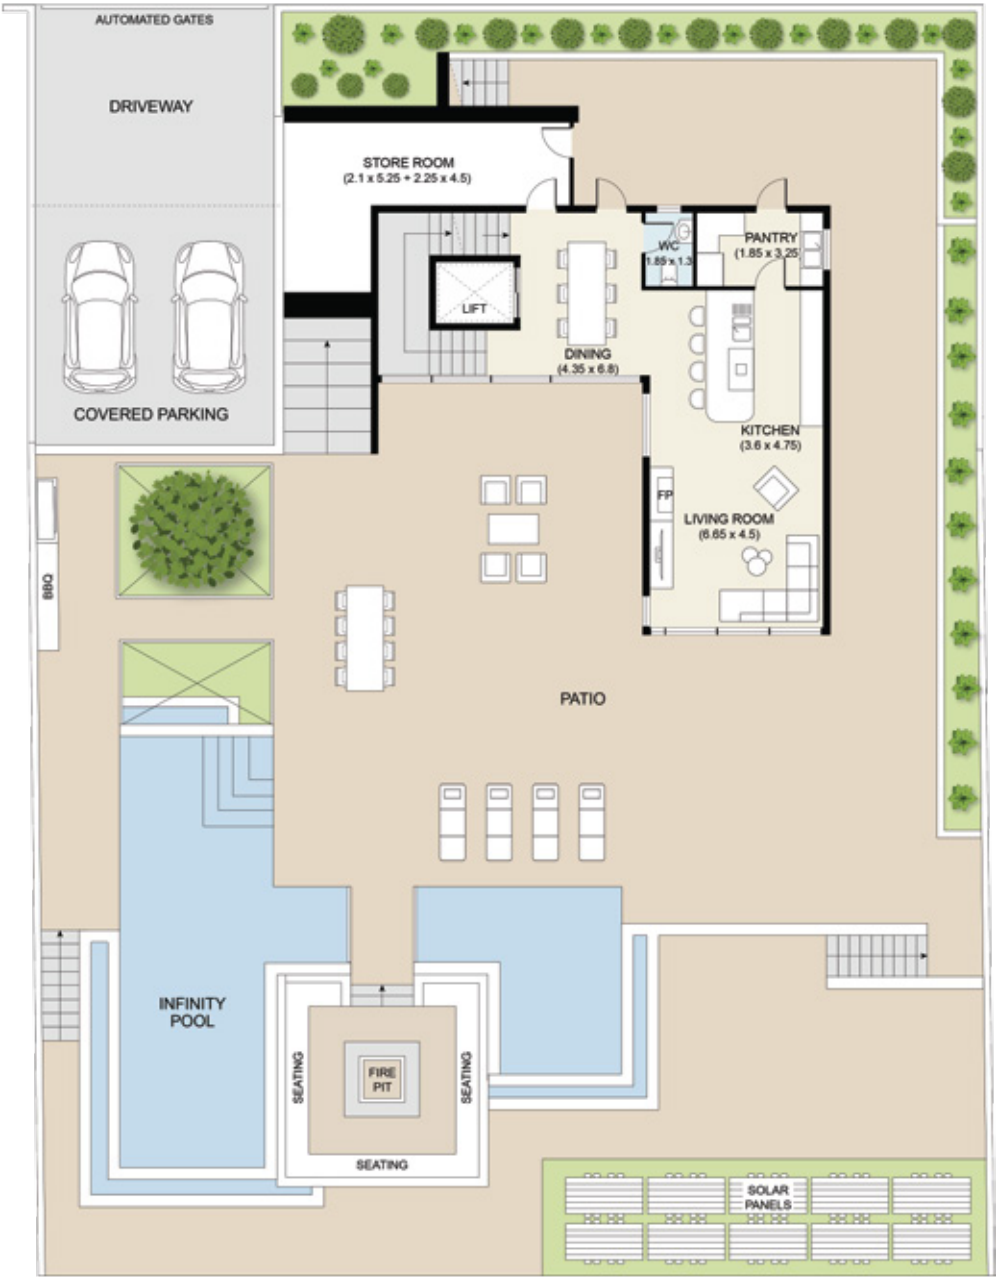 AUTOMATED GATES
DRIVEWAY
STORE ROOM
(2.1 x 5.25 + 2.25 x 4.5)
WC
1.85 x 1.3
PANTRY
(1.85 x 3.25)
LIFT
DINING
(4.35 x 6.8)
COVERED PARKING
KITCHEN
(3.6 x 4.75)
FP
LIVING ROOM
(6.65 x 4.5)
BBQ
PATIO
INFINITY
POOL
SEATING
FIRE
PIT
SEATING
SEATING
SOLAR
PANELS